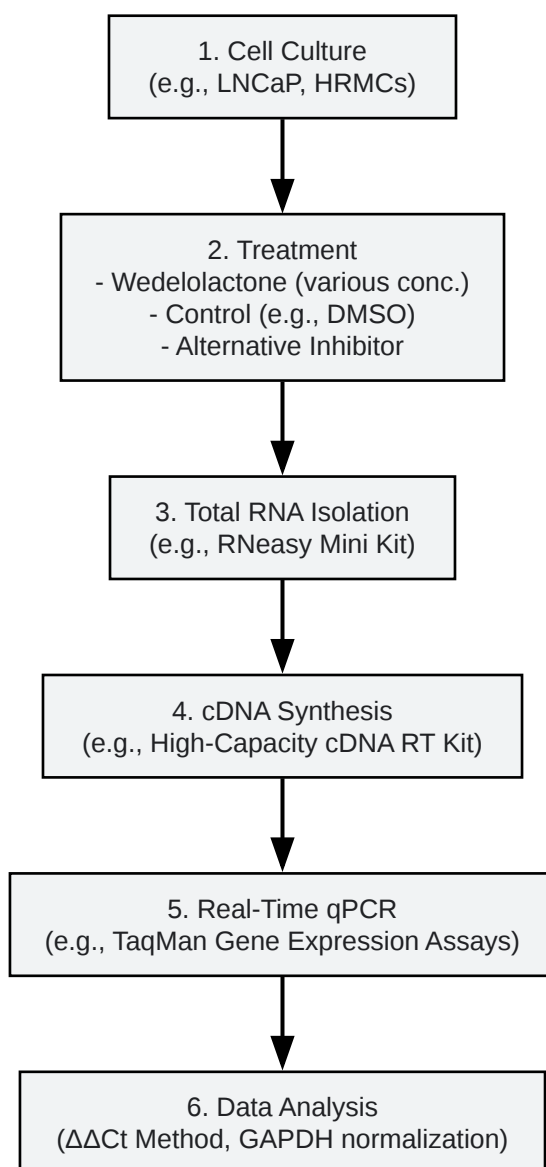 1. Cell Culture
(e.g., LNCaP, HRMCs)
2. Treatment
- Wedelolactone (various conc.)
- Control (e.g., DMSO)
- Alternative Inhibitor
3. Total RNA Isolation
(e.g., RNeasy Mini Kit)
4. cDNA Synthesis
(e.g., High-Capacity cDNA RT Kit)
5. Real-Time qPCR
(e.g., TaqMan Gene Expression Assays)
6. Data Analysis
(ΔΔCt Method, GAPDH normalization)